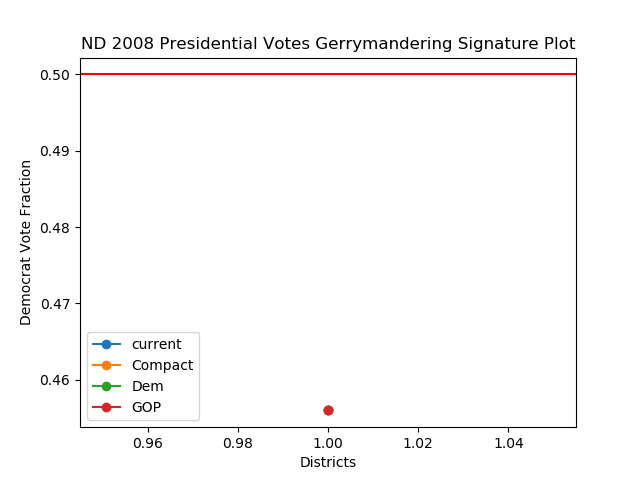 ND 2008 Presidential Votes Gerrymandering Signature Plot
0.50
0.49
0.48
0.47
0.46
Democrat Vote Fraction
current
Compact
Dem
GOP
0.96 0.98 1.00 1.02 1.04
Districts